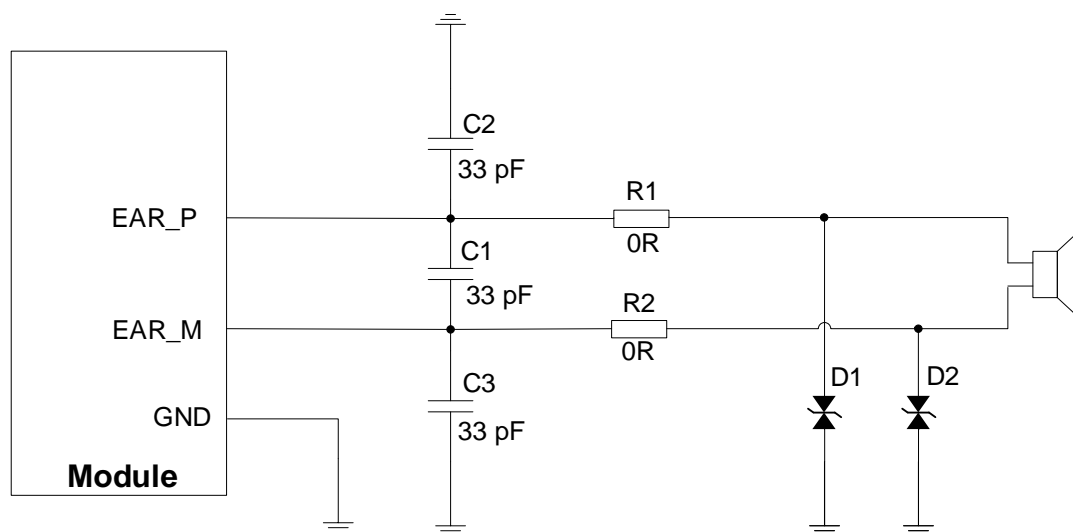 C2
33 pF
R1
EAR_P
0R
C1
33 pF
R2
EAR_M
0R
C3
33 pF
D1
D2
GND
Module